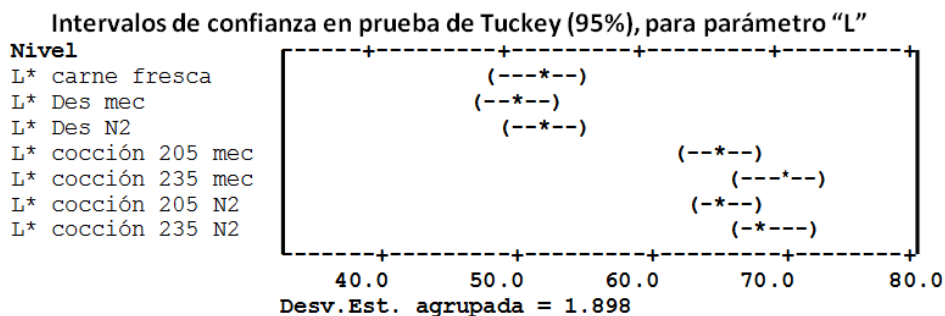 Intervalos de confianza en prueba de Tuckey (95%), para parámetro “L”
Nivel ------+---------+---------+---------+---------+
L* carne fresca (---*--)
L* Des mec (--*--)
L* Des N2 (--*--)
L* cocción 205 mec (--*--)
L* cocción 235 mec (---*--)
L* cocción 205 N2 (-*--)
L* cocción 235 N2 (-*---)
------+---------+---------+---------+---------+
40.0 50.0 60.0 70.0 80.0
Desv.Est. agrupada = 1.898